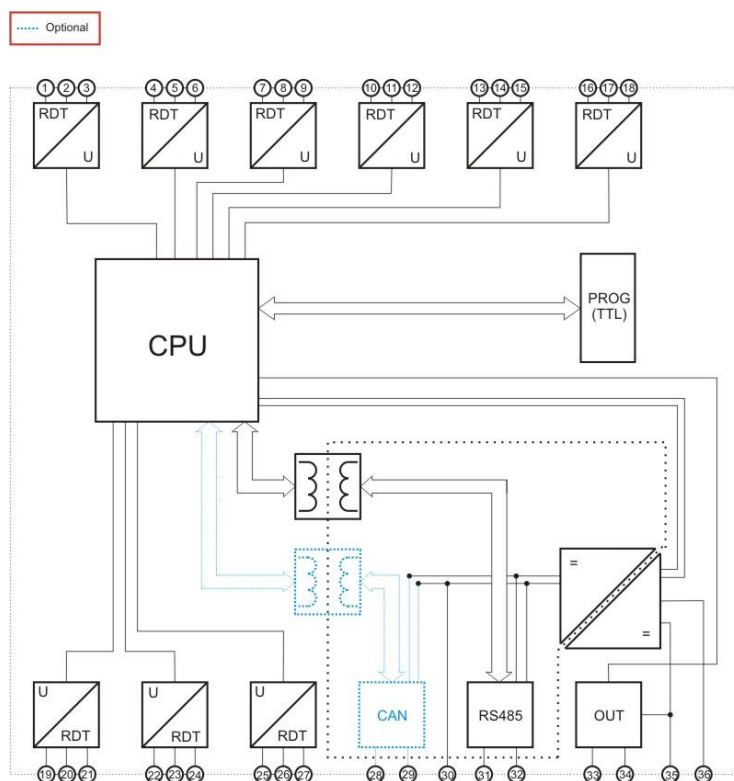 Optional
1 2 3 4 5 6 7 8 9 10 11 12 13 14 15 16 17 18
RDT RDT RDT RDT RDT RDT
U U U U U U
CPU
PROG
(TTL)
=
=
U U U
RDT RDT RDT
CAN RS485 OUT
19 20 21 22 23 24 25 26 27 28 29 30 31 32 33 34 35 36